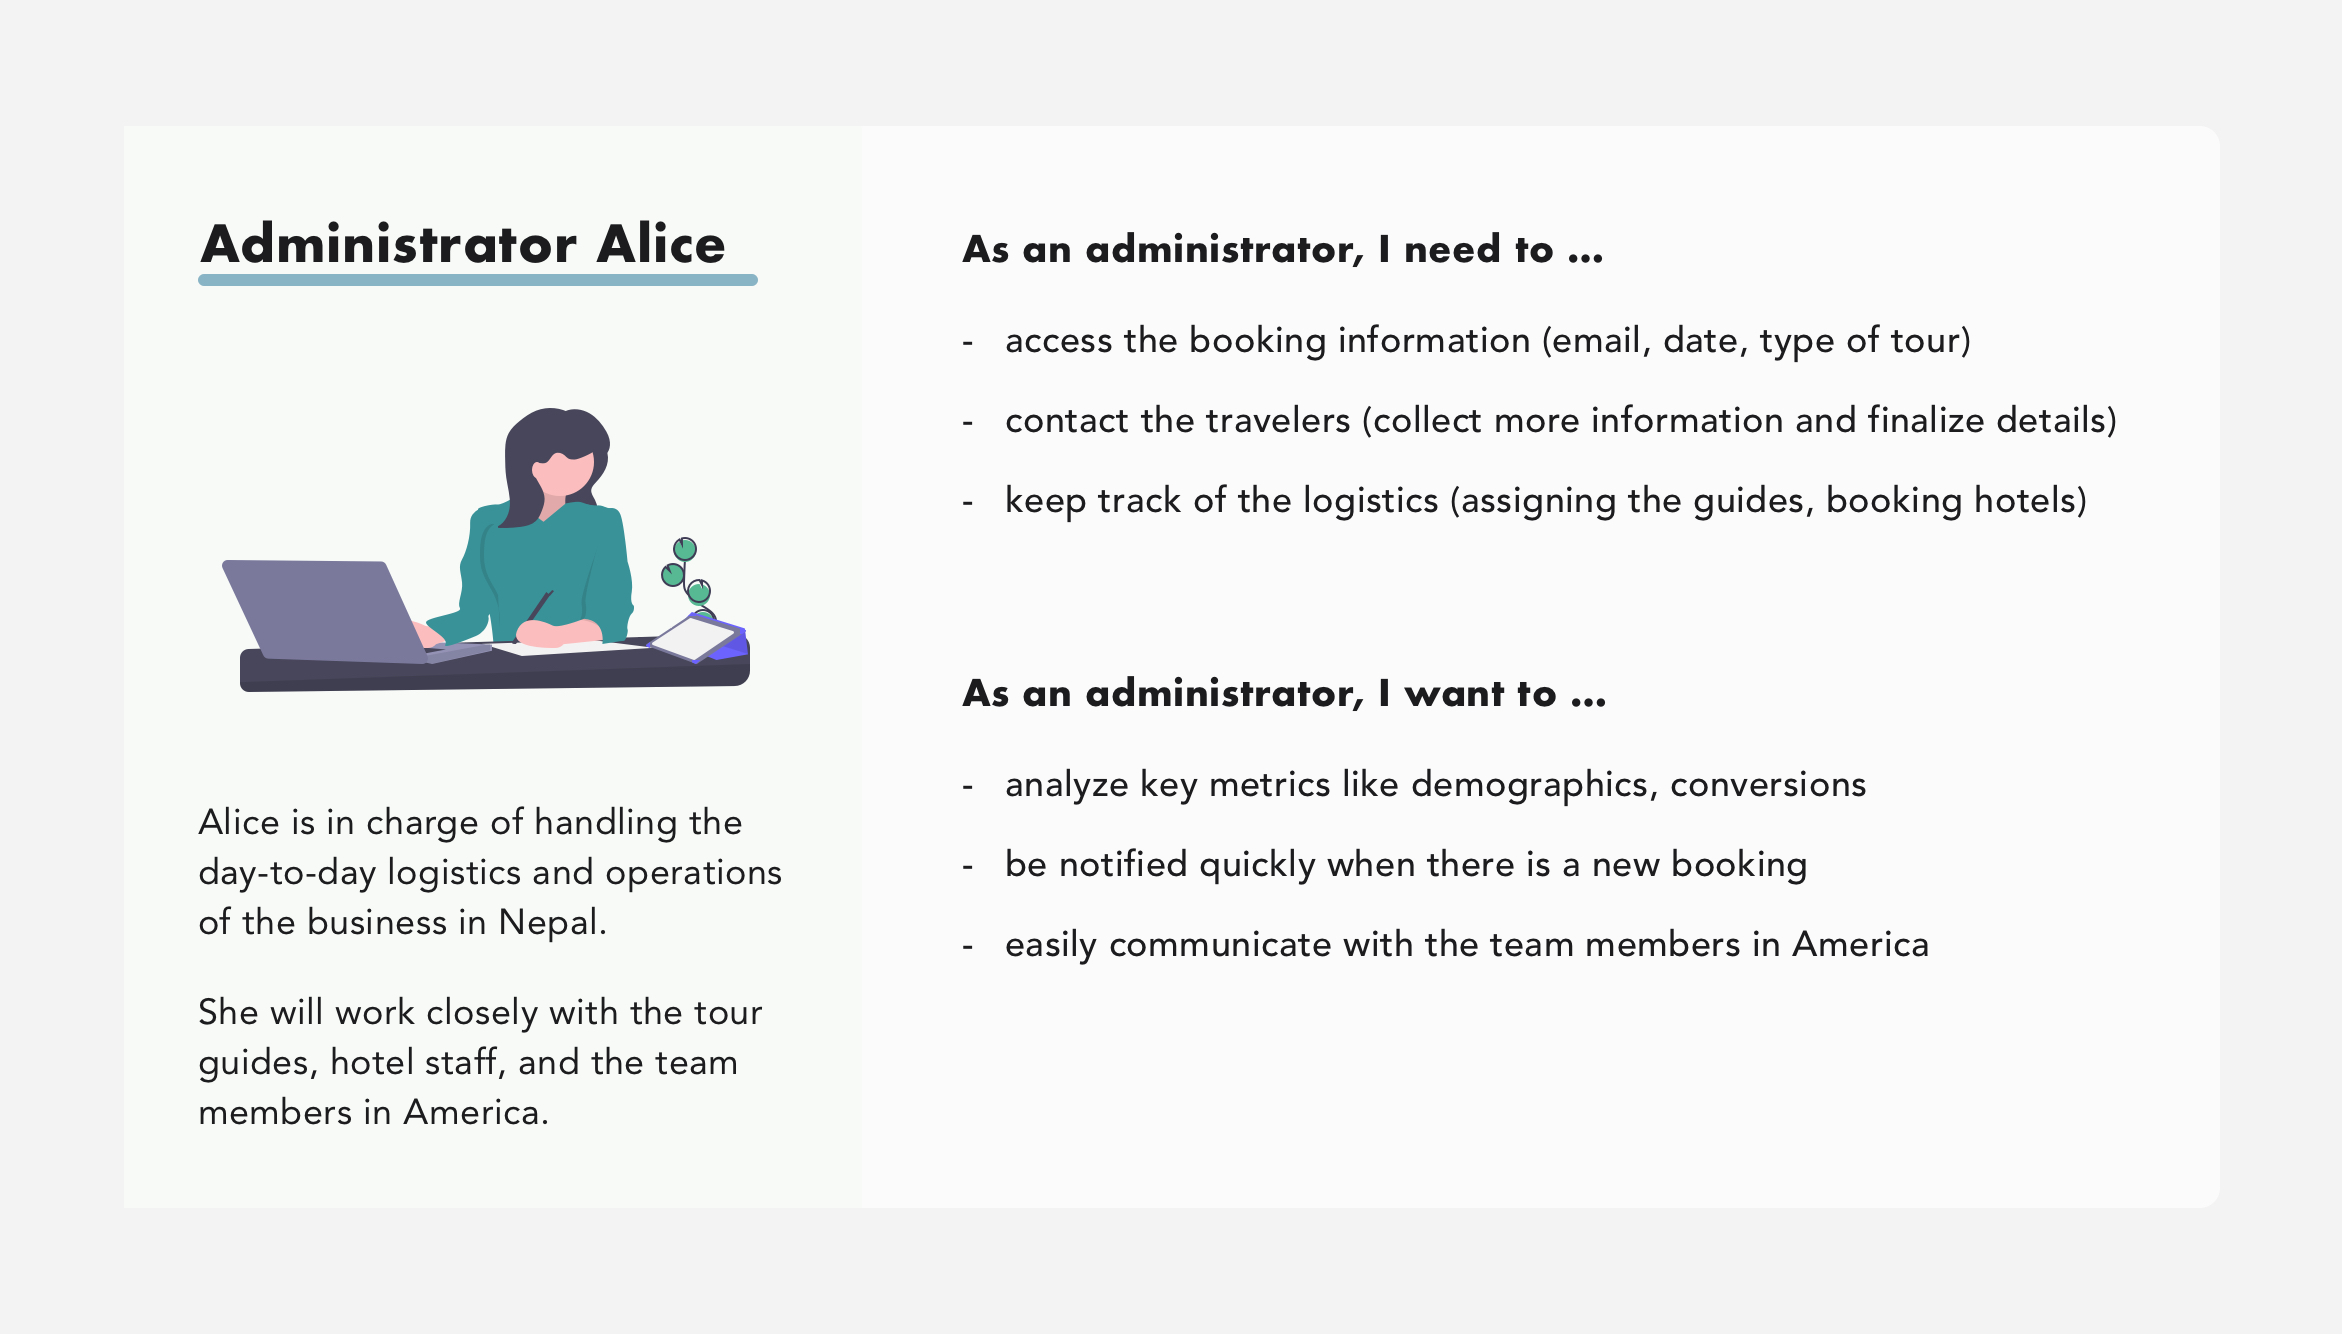 Administrator Alice
Alice is in charge of handling the
day-to-day logistics and operations
of the business in Nepal.
She will work closely with the tour
guides, hotel staff, and the team
members in America.
As an administrator, I need to ...
- access the booking information (email, date, type of tour)
- contact the travelers (collect more information and finalize details)
- keep track of the logistics (assigning the guides, booking hotels)
As an administrator, I want to ...
- analyze key metrics like demographics, conversions
- be notified quickly when there is a new booking
- easily communicate with the team members in America